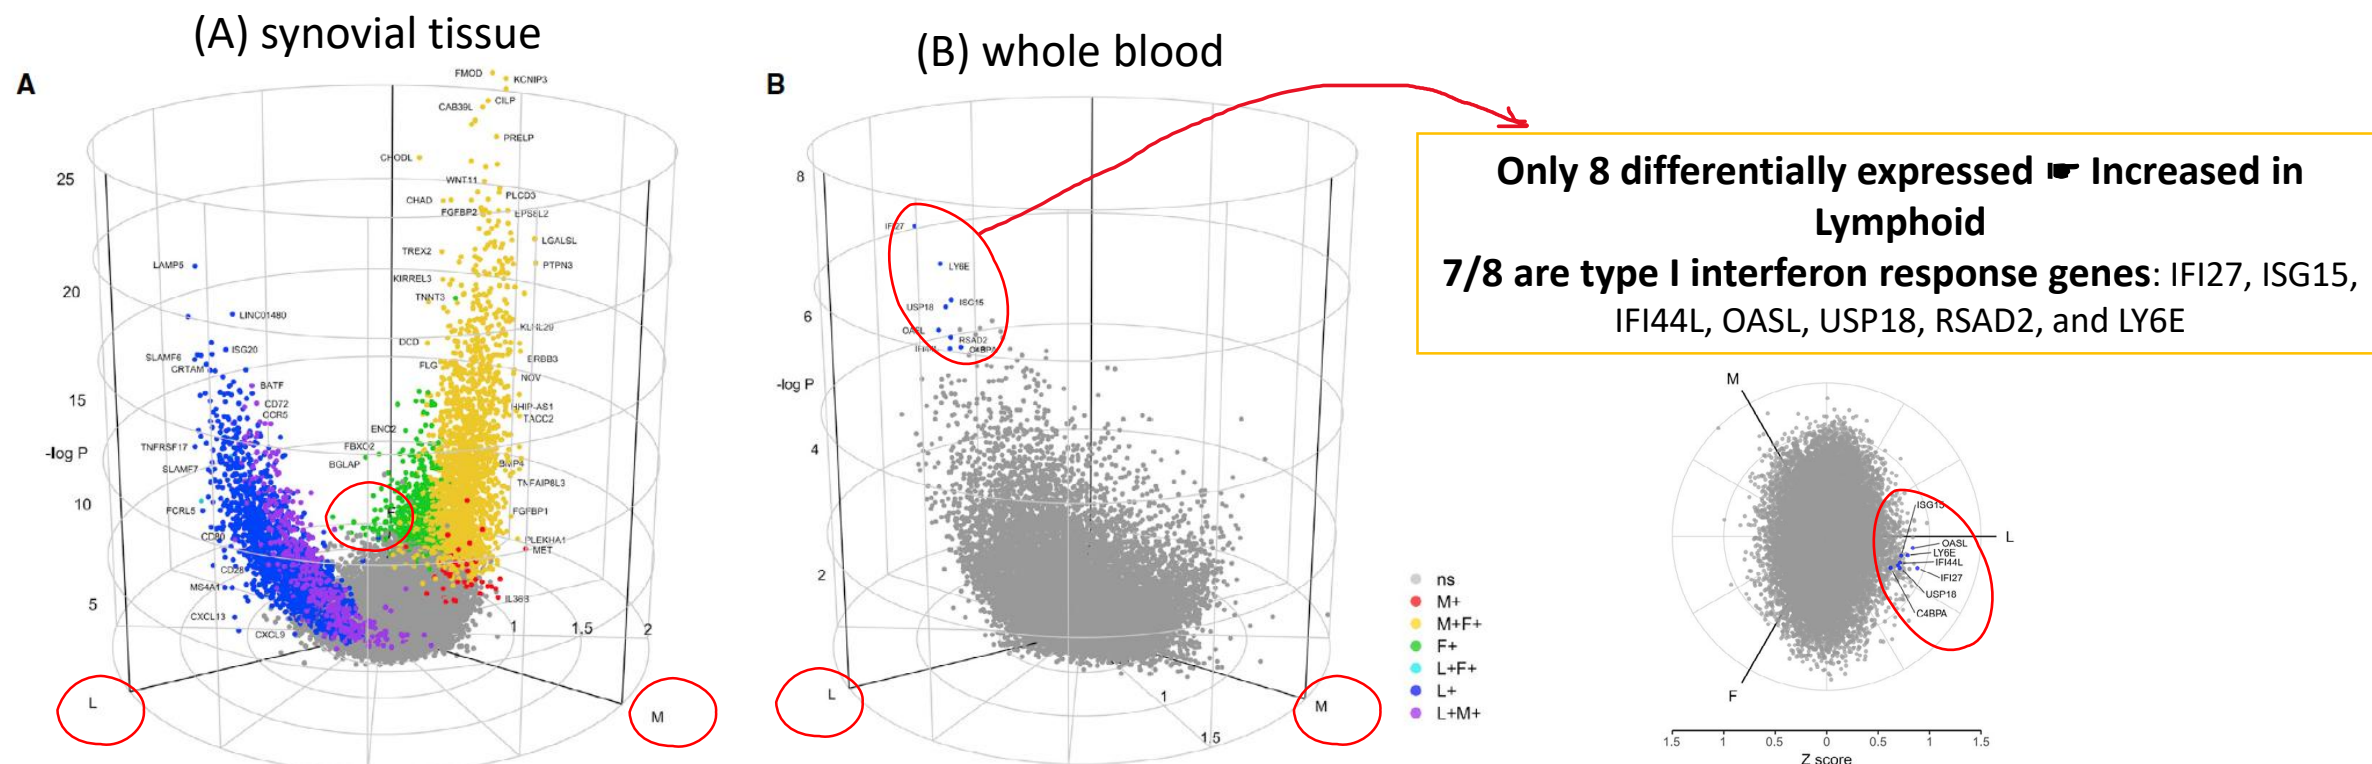 (A) synovial tissue
(B) whole blood
A
B
Only 8 differentially expressed ☛ Increased in
Lymphoid
7/8 are type I interferon response genes: IFI27, ISG15,
IFI44L, OASL, USP18, RSAD2, and LY6E
FMOD
KCNIP3
CILP
CAB39L
PRELP
CHODL
WNT11
PLCD3
CHAD
FGFBP2
EPS8L2
LGALSL
TREX2
PTPN3
LAMP5
KIRREL3
TNNT3
LINC01480
KLHL29
DCD
ISG20
SLAMF6
ERBB3
CRTAM
FLG
NOV
BATF
CD72
CCR5
HHIP-AS1
TACC2
ENO2
TNFRSF17
FBXO2
BGLAP
BMP4
SLAMF7
TNFAIP8L3
FCRL5
F
FGFBP1
CD80
PLEKHA1
MET
CD28
MS4A1
IL36B
CXCL13
CXCL9
25
20
15
-log P
10
5
1
1.5
2
L
M
8
6
-log P
4
2
IFI27
LY6E
ISG15
USP18
OASL
RSAD2
IFI44L
C4BPA
L
M
1
1.5
ns
M+
M+F+
F+
L+F+
L+
L+M+
M
ISG15
L
OASL
LY6E
IFI44L
IFI27
USP18
C4BPA
F
1.5 1 0.5 0 0.5 1 1.5
Z score